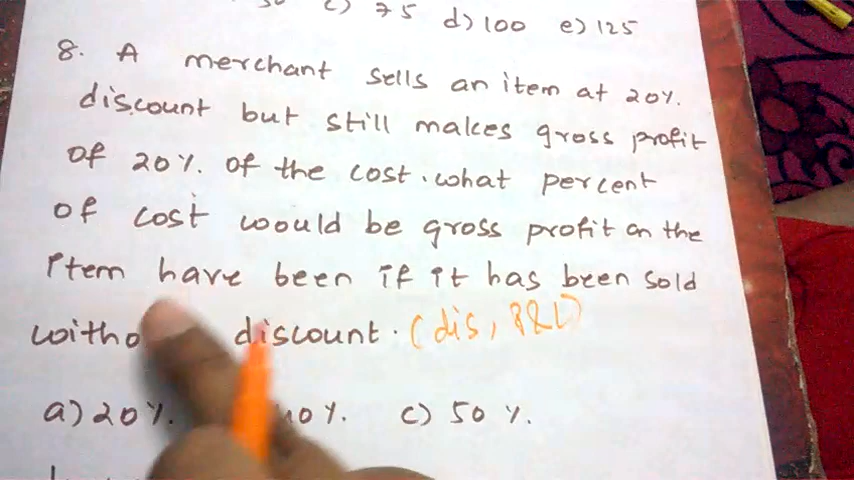 c) 75 d) 100 e) 125
8. A merchant sells an item at 20%.
discount but still makes gross profit
of 20%. of the cost. what percent
of cost would be gross profit on the
Item have been if it has been sold
witho discount. (dis, P&L)
a) 20%. 40%. c) 50%.